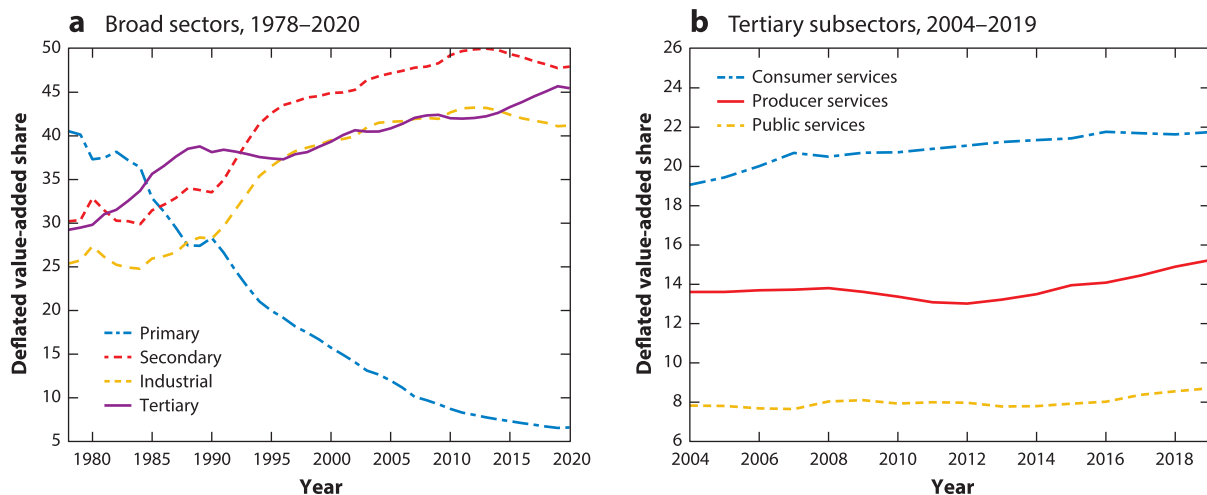 a Broad sectors, 1978–2020
Deflated value-added share
50
45
40
35
30
25
20
15
10
5
Primary
Secondary
Industrial
Tertiary
1980 1985 1990 1995 2000 2005 2010 2015 2020
Year
b Tertiary subsectors, 2004–2019
Deflated value-added share
26
24
22
20
18
16
14
12
10
8
6
Consumer services
Producer services
Public services
2004 2006 2008 2010 2012 2014 2016 2018
Year